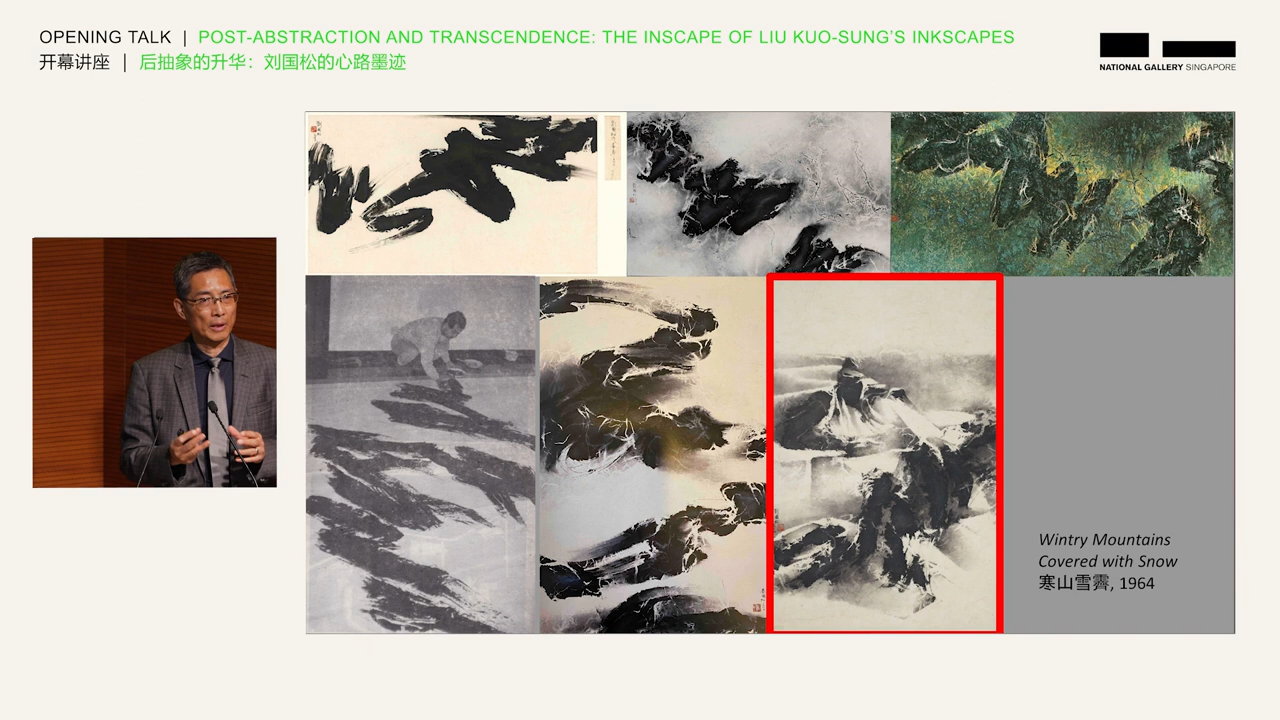 OPENING TALK | POST-ABSTRACTION AND TRANSCENDENCE: THE INSCAPE OF LIU KUO-SUNG'S INKSCAPES
开幕讲座 | 后抽象的升华：刘国松的心路墨迹
NATIONAL GALLERY SINGAPORE
Wintry Mountains
Covered with Snow
寒山雪霽, 1964